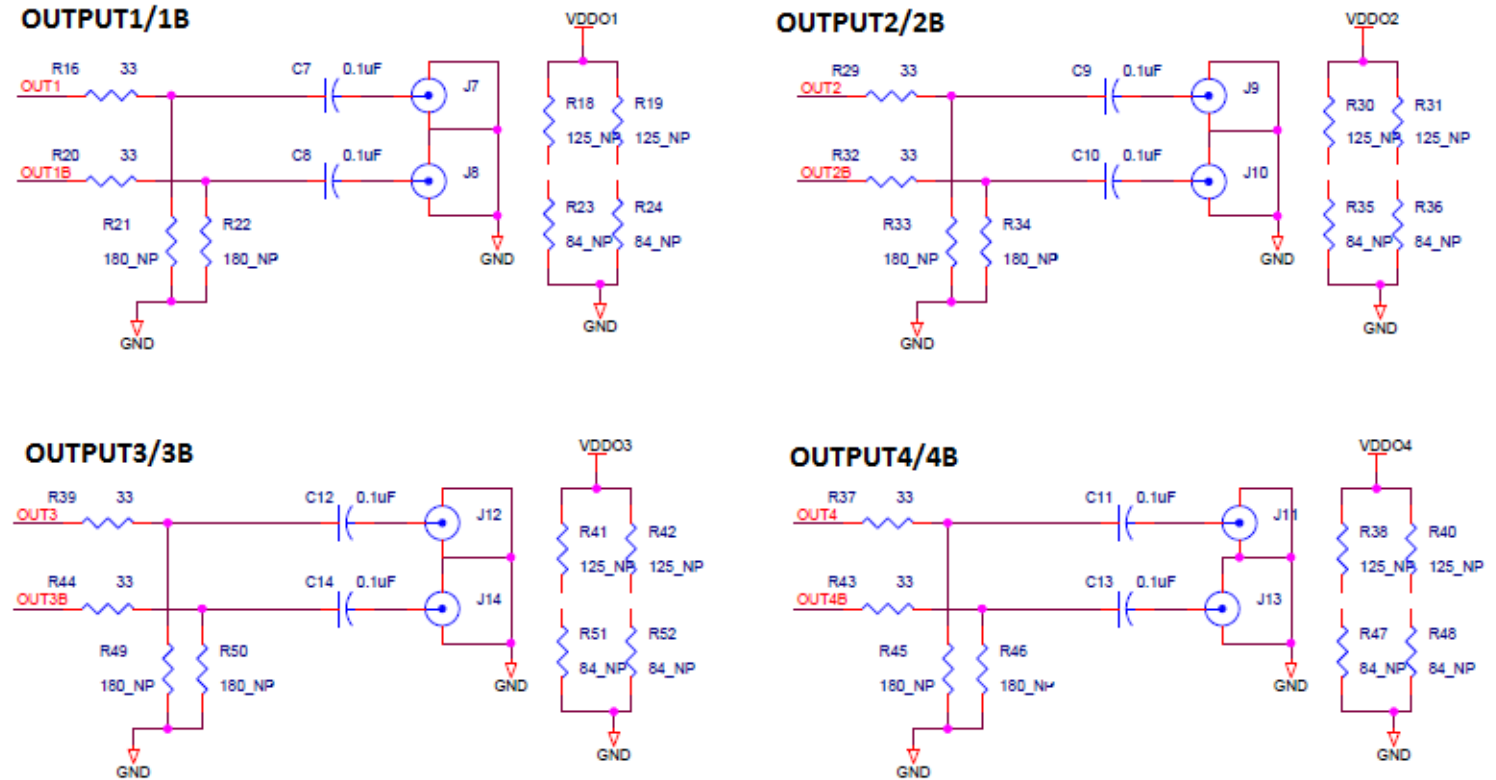 OUTPUT1/1B
VDDO1
R16 33 C7 0.1uF J7
OUT1
R18 R19
125_NP 125_NP
R20 33 C8 0.1uF J8
OUT1B
R23 R24
84_NP 84_NP
R21 R22
180_NP 180_NP
GND
GND
GND
OUTPUT2/2B
VDDO2
R29 33 C9 0.1uF J9
OUT2
R30 R31
125_NP 125_NP
R32 33 C10 0.1uF J10
OUT2B
R35 R36
84_NP 84_NP
R33 R34
180_NP 180_NP
GND
GND
GND
OUTPUT3/3B
VDDO3
R39 33 C12 0.1uF J12
OUT3
R41 R42
125_NP 125_NP
R44 33 C14 0.1uF J14
OUT3B
R51 R52
84_NP 84_NP
R49 R50
180_NP 180_NP
GND
GND
GND
OUTPUT4/4B
VDDO4
R37 33 C11 0.1uF J11
OUT4
R38 R40
125_NP 125_NP
R43 33 C13 0.1uF J13
OUT4B
R47 R48
84_NP 84_NP
R45 R46
180_NP 180_NP
GND
GND
GND